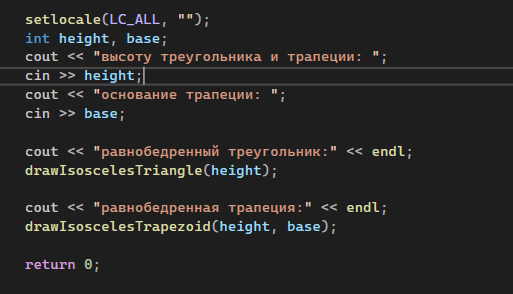 setlocale(LC_ALL, "");
int height, base;
cout << "высоту треугольника и трапеции: ";
cin >> height;
cout << "основание трапеции: ";
cin >> base;
cout << "равнобедренный треугольник:" << endl;
drawIsoscelesTriangle(height);
cout << "равнобедренная трапеция:" << endl;
drawIsoscelesTrapezoid(height, base);
return 0;